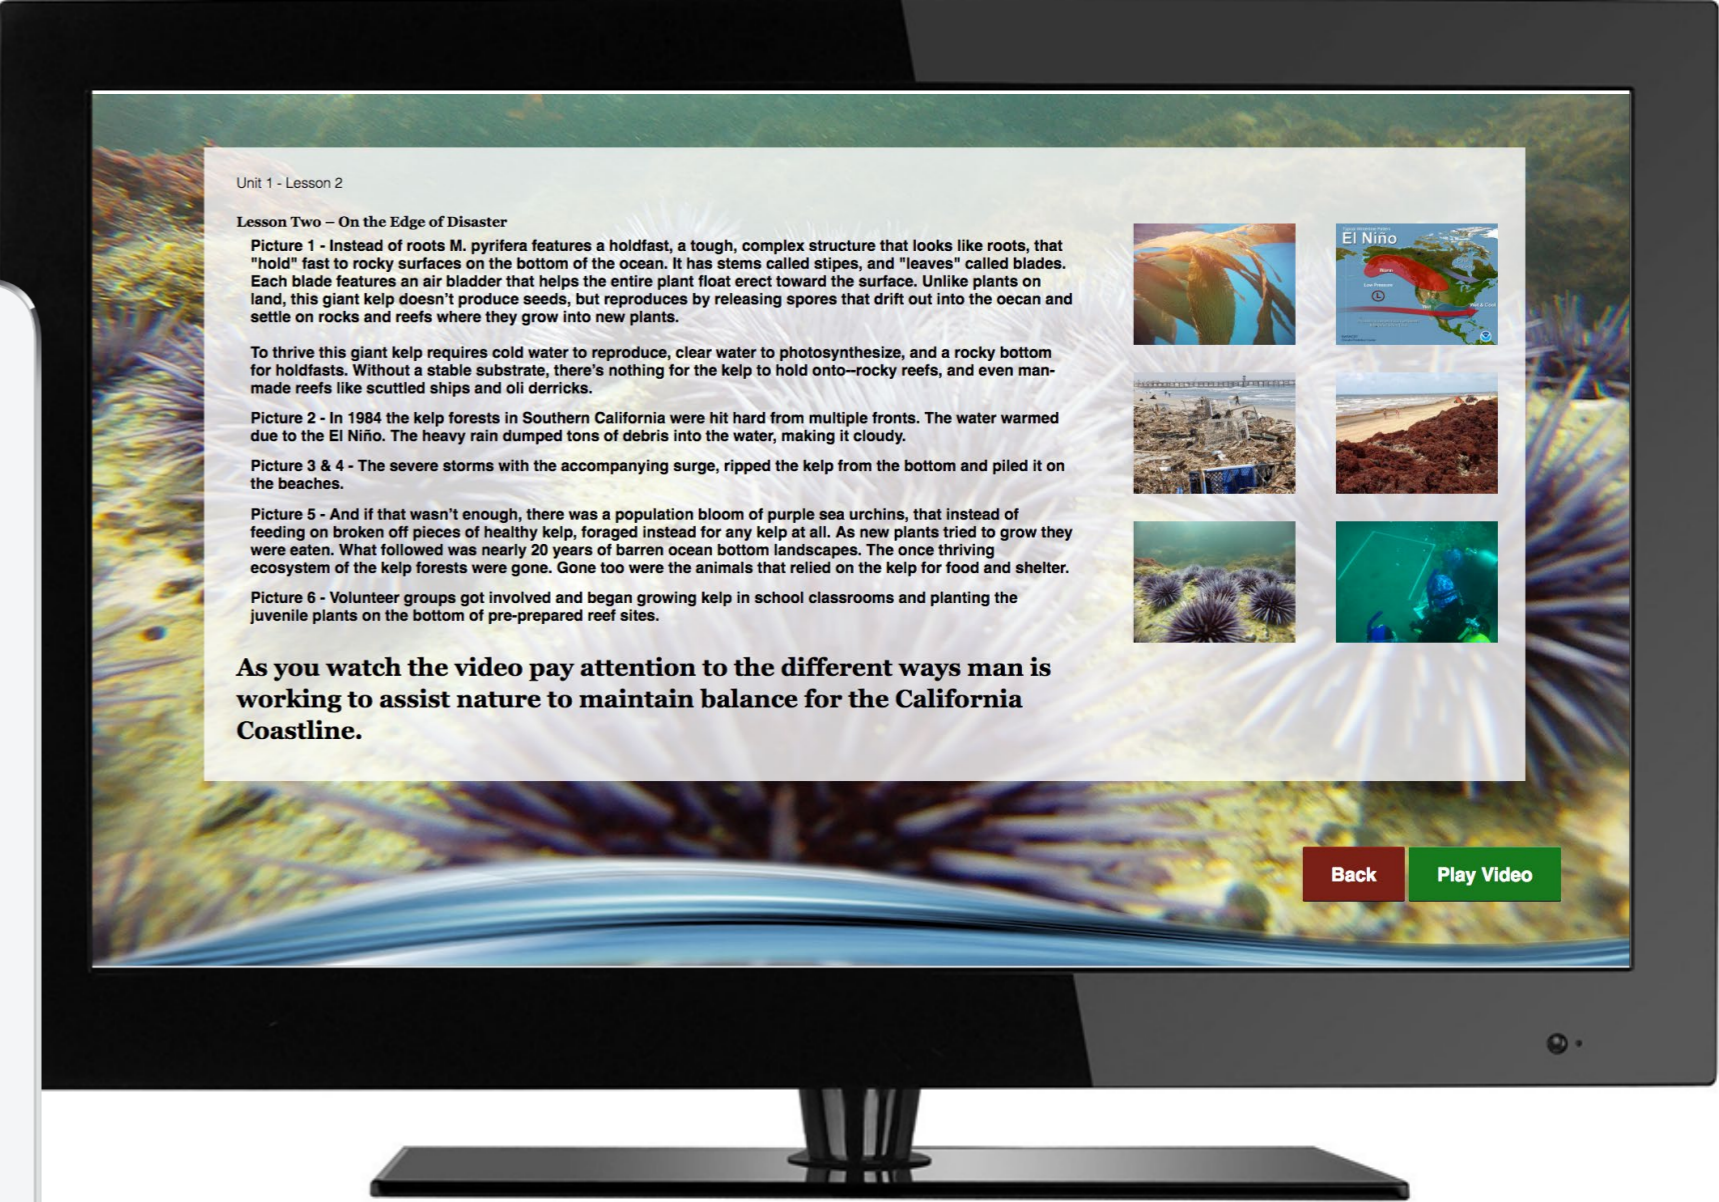 Unit 1 - Lesson 2
Lesson Two – On the Edge of Disaster
Picture 1 - Instead of roots M. pyrifera features a holdfast, a tough, complex structure that looks like roots, that
"hold" fast to rocky surfaces on the bottom of the ocean. It has stems called stipes, and "leaves" called blades.
Each blade features an air bladder that helps the entire plant float erect toward the surface. Unlike plants on
land, this giant kelp doesn't produce seeds, but reproduces by releasing spores that drift out into the oecan and
settle on rocks and reefs where they grow into new plants.
To thrive this giant kelp requires cold water to reproduce, clear water to photosynthesize, and a rocky bottom
for holdfasts. Without a stable substrate, there's nothing for the kelp to hold onto--rocky reefs, and even man-
made reefs like scuttled ships and oli derricks.
Picture 2 - In 1984 the kelp forests in Southern California were hit hard from multiple fronts. The water warmed
due to the El Niño. The heavy rain dumped tons of debris into the water, making it cloudy.
Picture 3 & 4 - The severe storms with the accompanying surge, ripped the kelp from the bottom and piled it on
the beaches.
Picture 5 - And if that wasn't enough, there was a population bloom of purple sea urchins, that instead of
feeding on broken off pieces of healthy kelp, foraged instead for any kelp at all. As new plants tried to grow they
were eaten. What followed was nearly 20 years of barren ocean bottom landscapes. The once thriving
ecosystem of the kelp forests were gone. Gone too were the animals that relied on the kelp for food and shelter.
Picture 6 - Volunteer groups got involved and began growing kelp in school classrooms and planting the
juvenile plants on the bottom of pre-prepared reef sites.
As you watch the video pay attention to the different ways man is
working to assist nature to maintain balance for the California
Coastline.
El Niño
Warm
Low Pressure
L
Wet
Wet & Cool
Back
Play Video